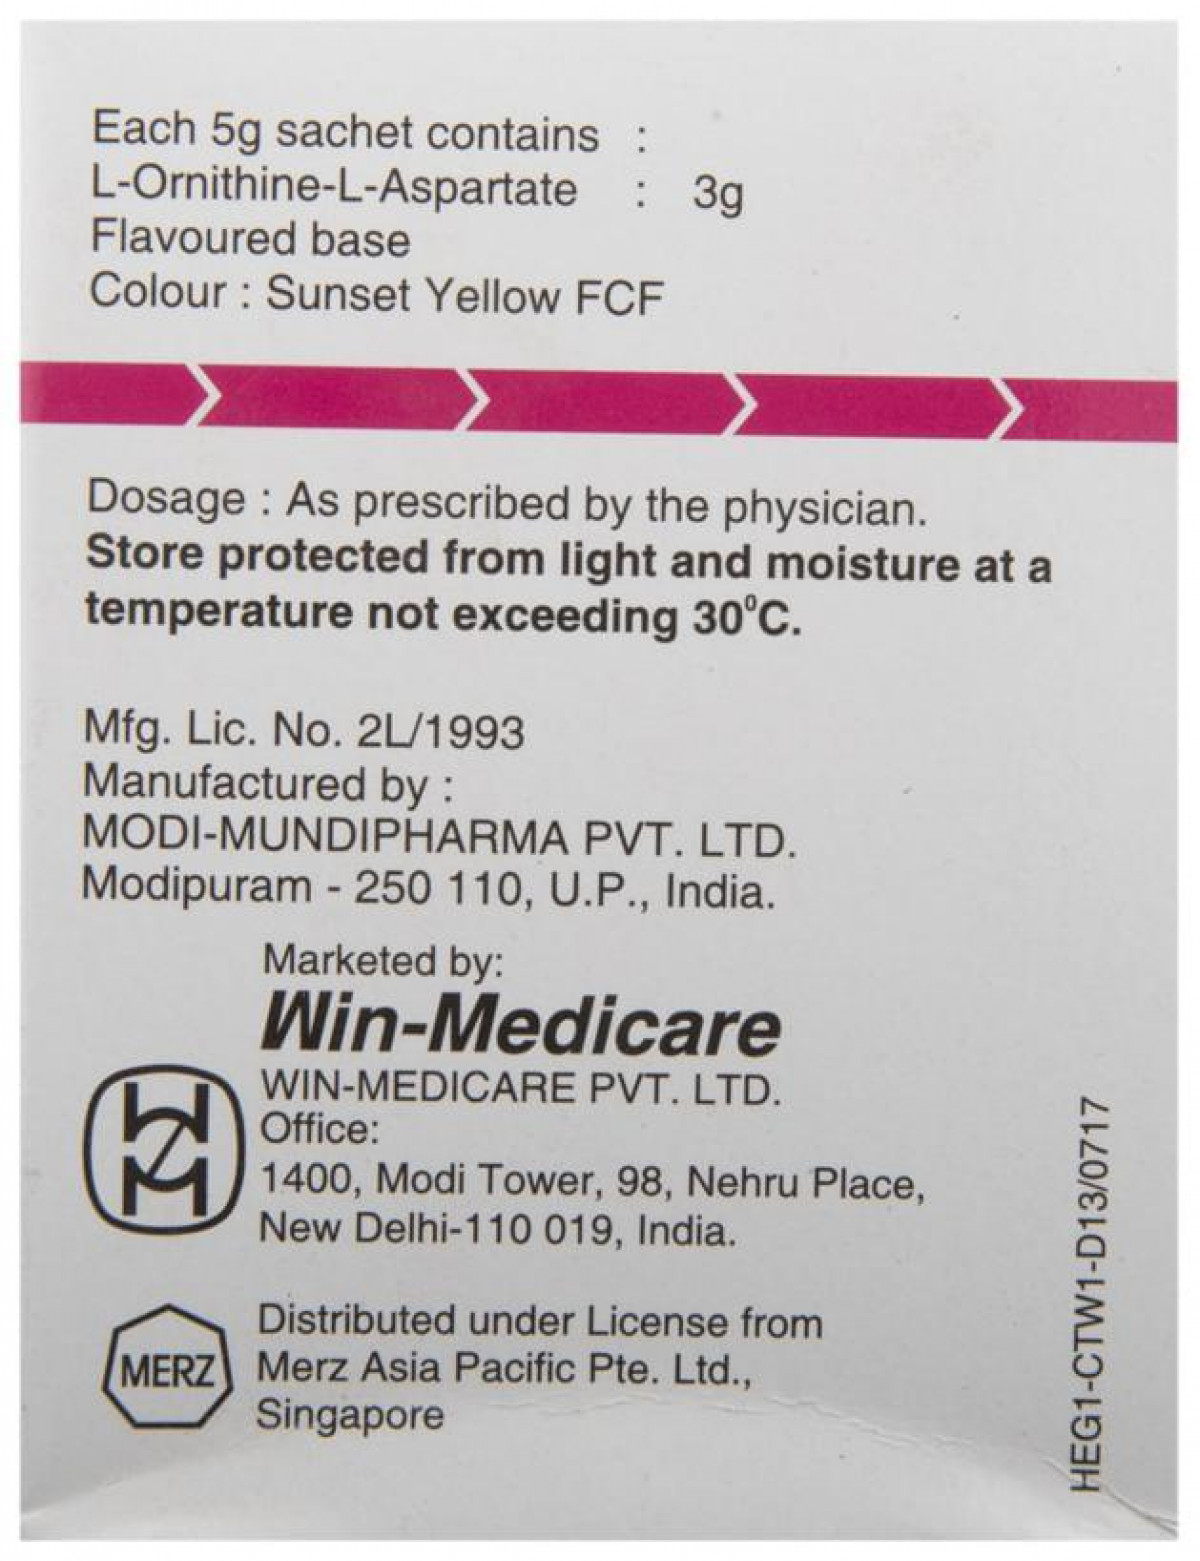 Each 5g sachet contains :
L-Ornithine-L-Aspartate : 3g
Flavoured base
Colour : Sunset Yellow FCF
Dosage : As prescribed by the physician.
Store protected from light and moisture at a
temperature not exceeding 30⁰C.
Mfg. Lic. No. 2L/1993
Manufactured by :
MODI-MUNDIPHARMA PVT. LTD.
Modipuram - 250 110, U.P., India.
Marketed by:
Win-Medicare
WIN-MEDICARE PVT. LTD.
Office:
1400, Modi Tower, 98, Nehru Place,
New Delhi-110 019, India.
Distributed under License from
MERZ Merz Asia Pacific Pte. Ltd.,
Singapore
HEG1-CTW1-D13/0717